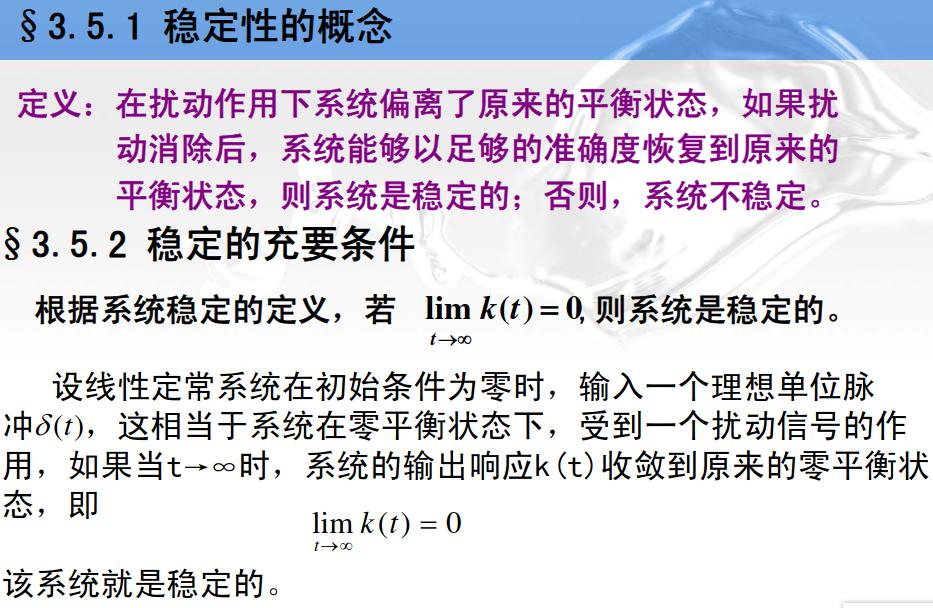 §3.5.1 稳定性的概念
定义：在扰动作用下系统偏离了原来的平衡状态，如果扰
动消除后，系统能够以足够的准确度恢复到原来的
平衡状态，则系统是稳定的；否则，系统不稳定。
§3.5.2 稳定的充要条件
根据系统稳定的定义，若 lim k(t)=0,则系统是稳定的。
t→∞
设线性定常系统在初始条件为零时，输入一个理想单位脉
冲δ(t)，这相当于系统在零平衡状态下，受到一个扰动信号的作
用，如果当t→∞时，系统的输出响应k(t)收敛到原来的零平衡状
态，即
lim k(t) = 0
t→∞
该系统就是稳定的。